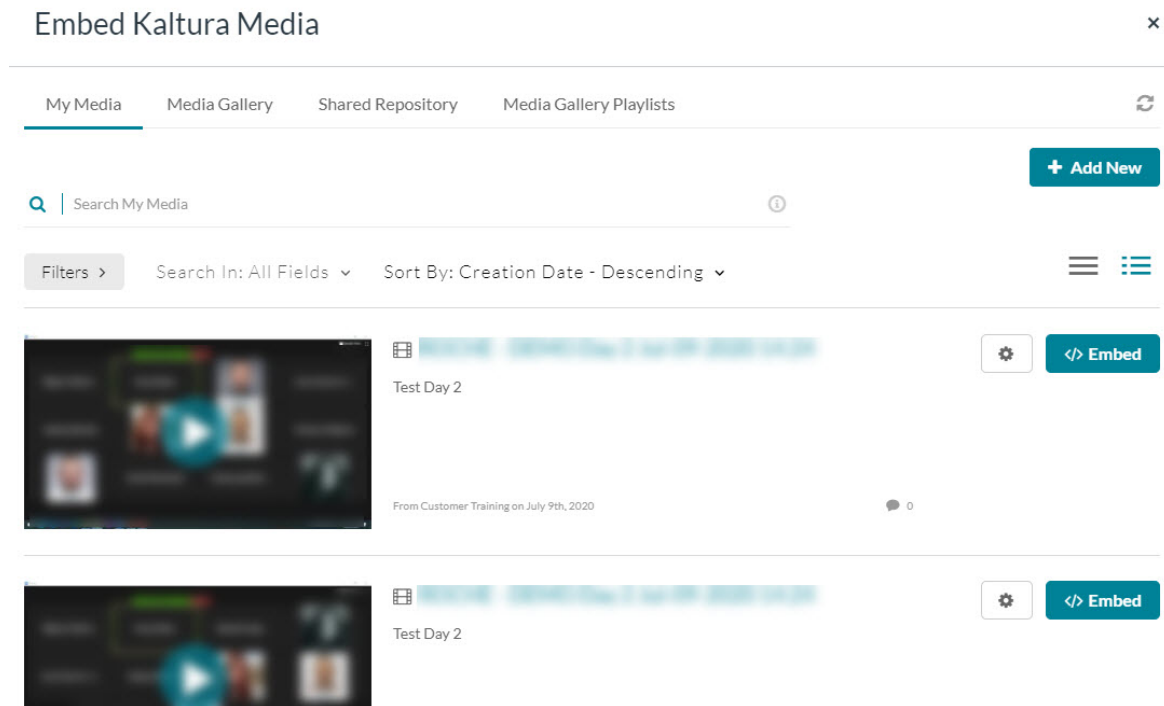 Embed Kaltura Media ×
My Media Media Gallery Shared Repository Media Gallery Playlists
+ Add New
Search My Media
Filters > Search In: All Fields Sort By: Creation Date - Descending
</> Embed
Test Day 2
From Customer Training on July 9th, 2020 0
</> Embed
Test Day 2